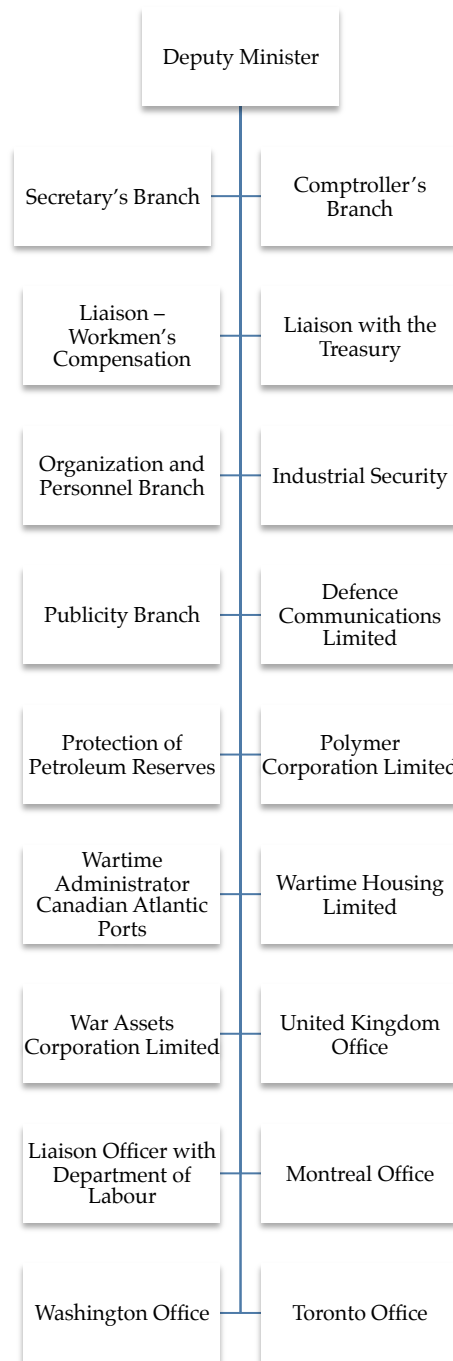 Deputy Minister
Secretary’s Branch
Comptroller’s
Branch
Liaison –
Workmen’s
Compensation
Liaison with the
Treasury
Organization and
Personnel Branch
Industrial Security
Publicity Branch
Defence
Communications
Limited
Protection of
Petroleum Reserves
Polymer
Corporation Limited
Wartime
Administrator
Canadian Atlantic
Ports
Wartime Housing
Limited
War Assets
Corporation Limited
United Kingdom
Office
Liaison Officer with
Department of
Labour
Montreal Office
Washington Office
Toronto Office